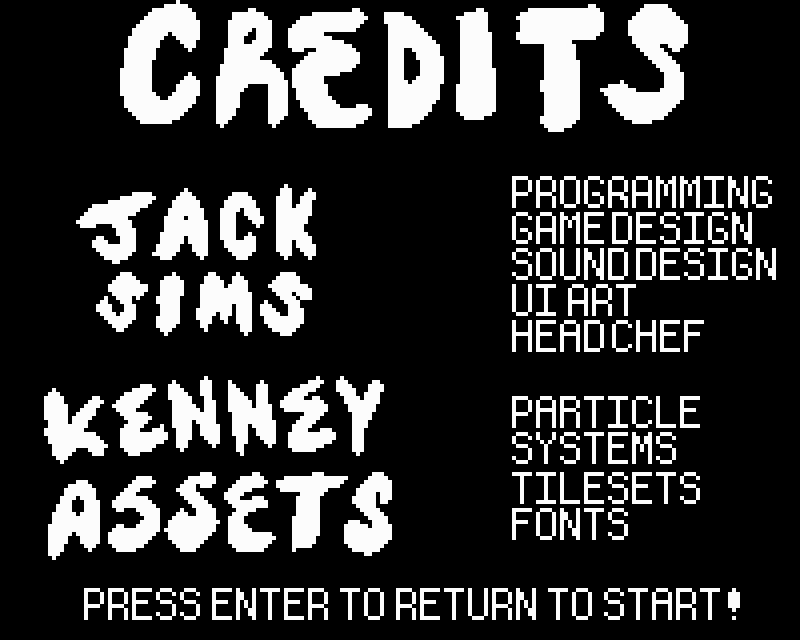 CREDITS
JACK
SIMS
PROGRAMMING
GAME DESIGN
SOUND DESIGN
UI ART
HEAD CHEF
KENNEY
ASSETS
PARTICLE
SYSTEMS
TILESETS
FONTS
PRESS ENTER TO RETURN TO START!